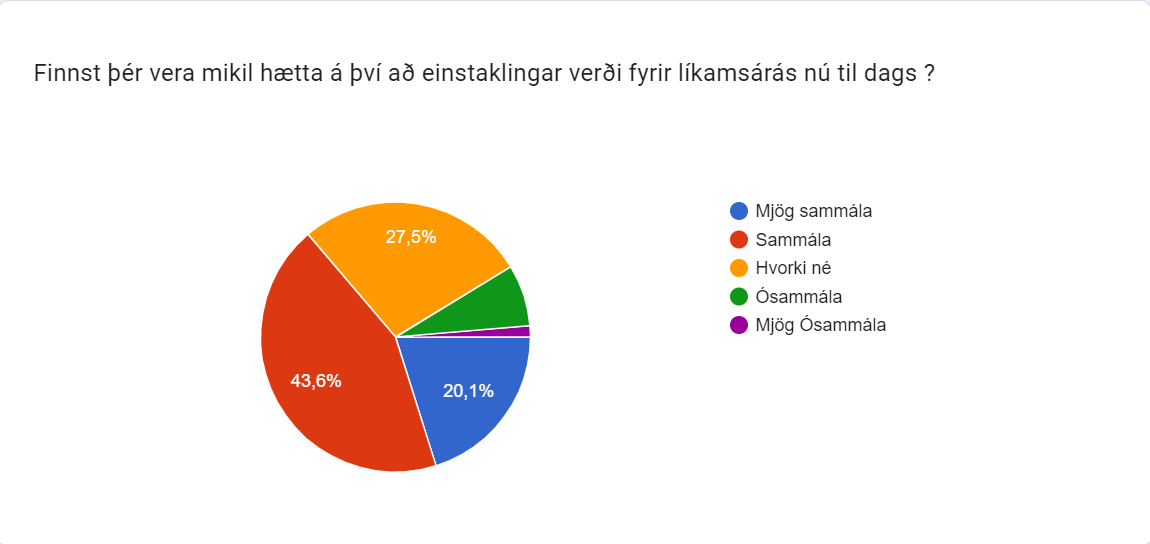 Finnst þér vera mikil hætta á því að einstaklingar verði fyrir líkamsárás nú til dags ?
27,5%
43,6%
20,1%
Mjög sammála
Sammála
Hvorki né
Ósammála
Mjög Ósammála